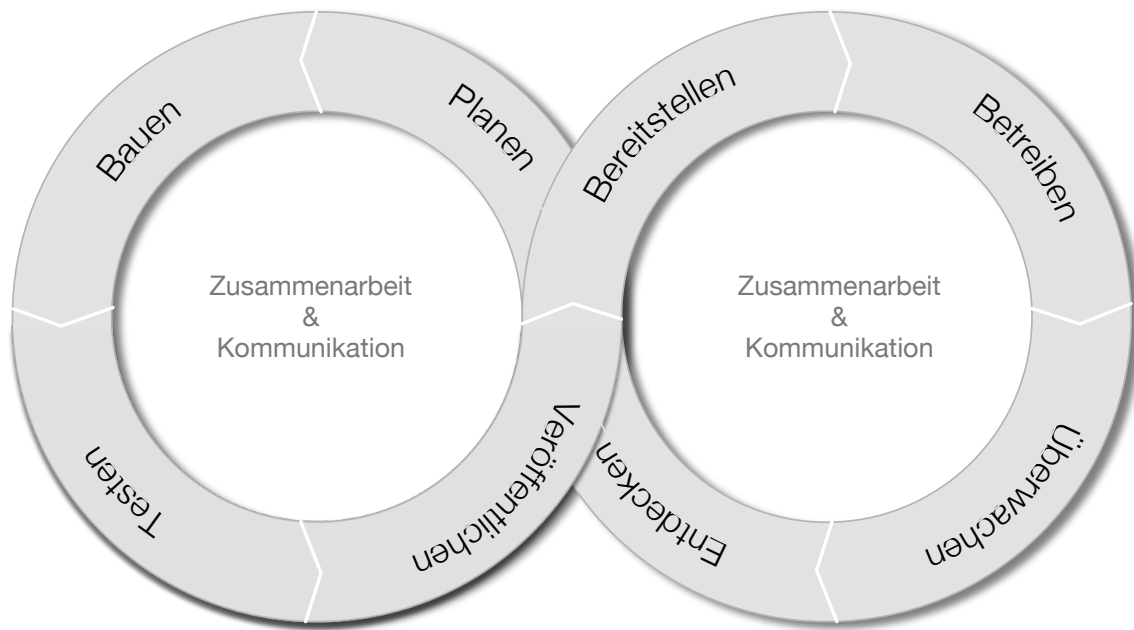 Planen
Bauen
Testen
Veröffentlichen
Bereitstellen
Betreiben
Überwachen
Entdecken
Zusammenarbeit
&
Kommunikation
Zusammenarbeit
&
Kommunikation